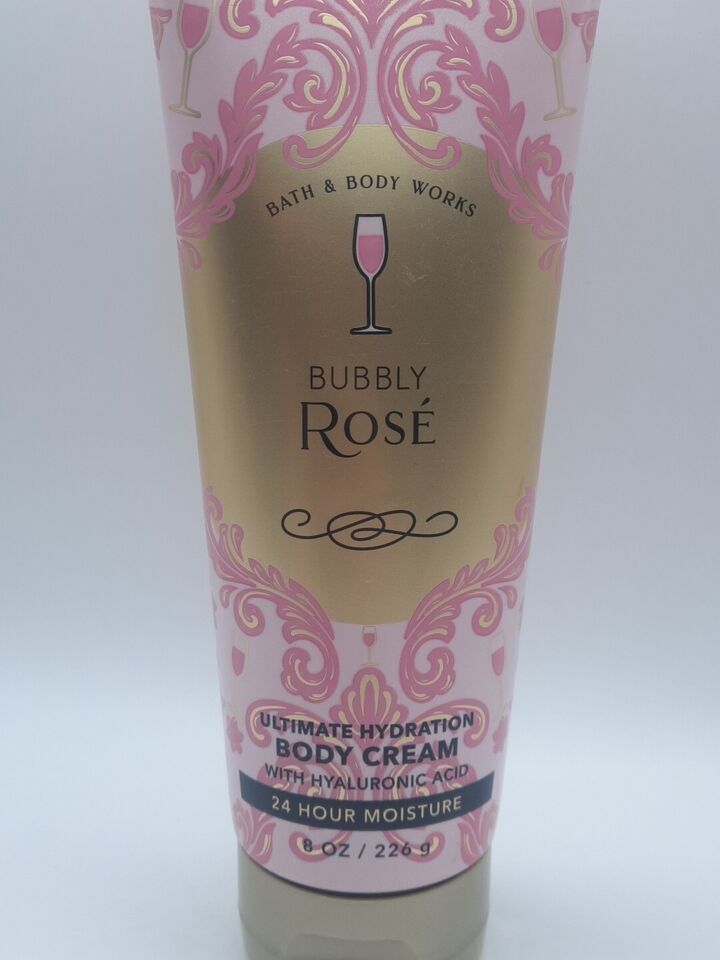 BATH & BODY WORKS
BUBBLY
ROSÉ
ULTIMATE HYDRATION
BODY CREAM
WITH HYALURONIC ACID
24 HOUR MOISTURE
8 OZ / 226 g